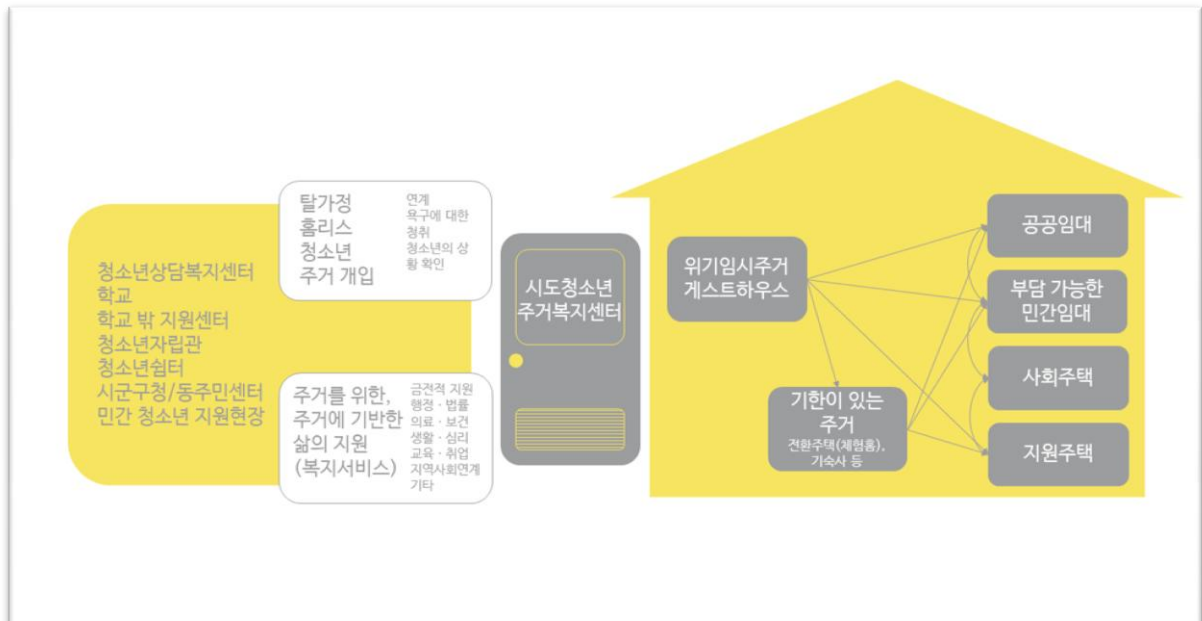 청소년상담복지센터
학교
학교 밖 지원센터
청소년자립관
청소년쉼터
시군구청/동주민센터
민간 청소년 지원현장
탈가정
홈리스
청소년
주거 개입
연계
욕구에 대한
청취
청소년의 상
황 확인
주거를 위한,
주거에 기반한
삶의 지원
(복지서비스)
금전적 지원
행정 · 법률
의료 · 보건
생활 · 심리
교육 · 취업
지역사회연계
기타
시도청소년
주거복지센터
위기임시주거
게스트하우스
기한이 있는
주거
전환주택(체험홈),
기숙사 등
공공임대
부담 가능한
민간임대
사회주택
지원주택